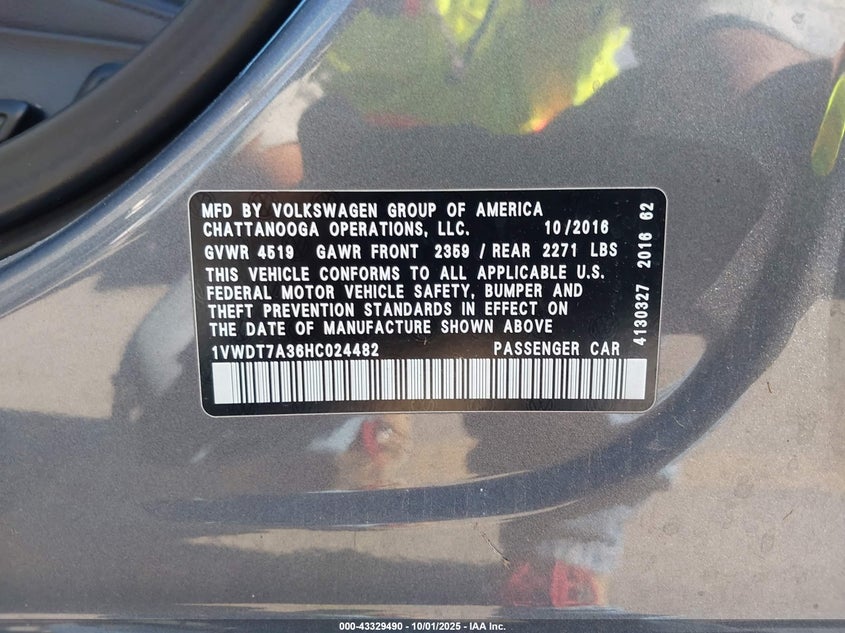 MFD BY VOLKSWAGEN GROUP OF AMERICA
CHATTANOOGA OPERATIONS, LLC. 10/2016
GVWR 4519 GAWR FRONT 2359 / REAR 2271 LBS
THIS VEHICLE CONFORMS TO ALL APPLICABLE U.S.
FEDERAL MOTOR VEHICLE SAFETY, BUMPER AND
THEFT PREVENTION STANDARDS IN EFFECT ON
THE DATE OF MANUFACTURE SHOWN ABOVE
1VWDT7A36HC024482 PASSENGER CAR
4130327 2016 62
000-43329490 - 10/01/2025 - IAA Inc.